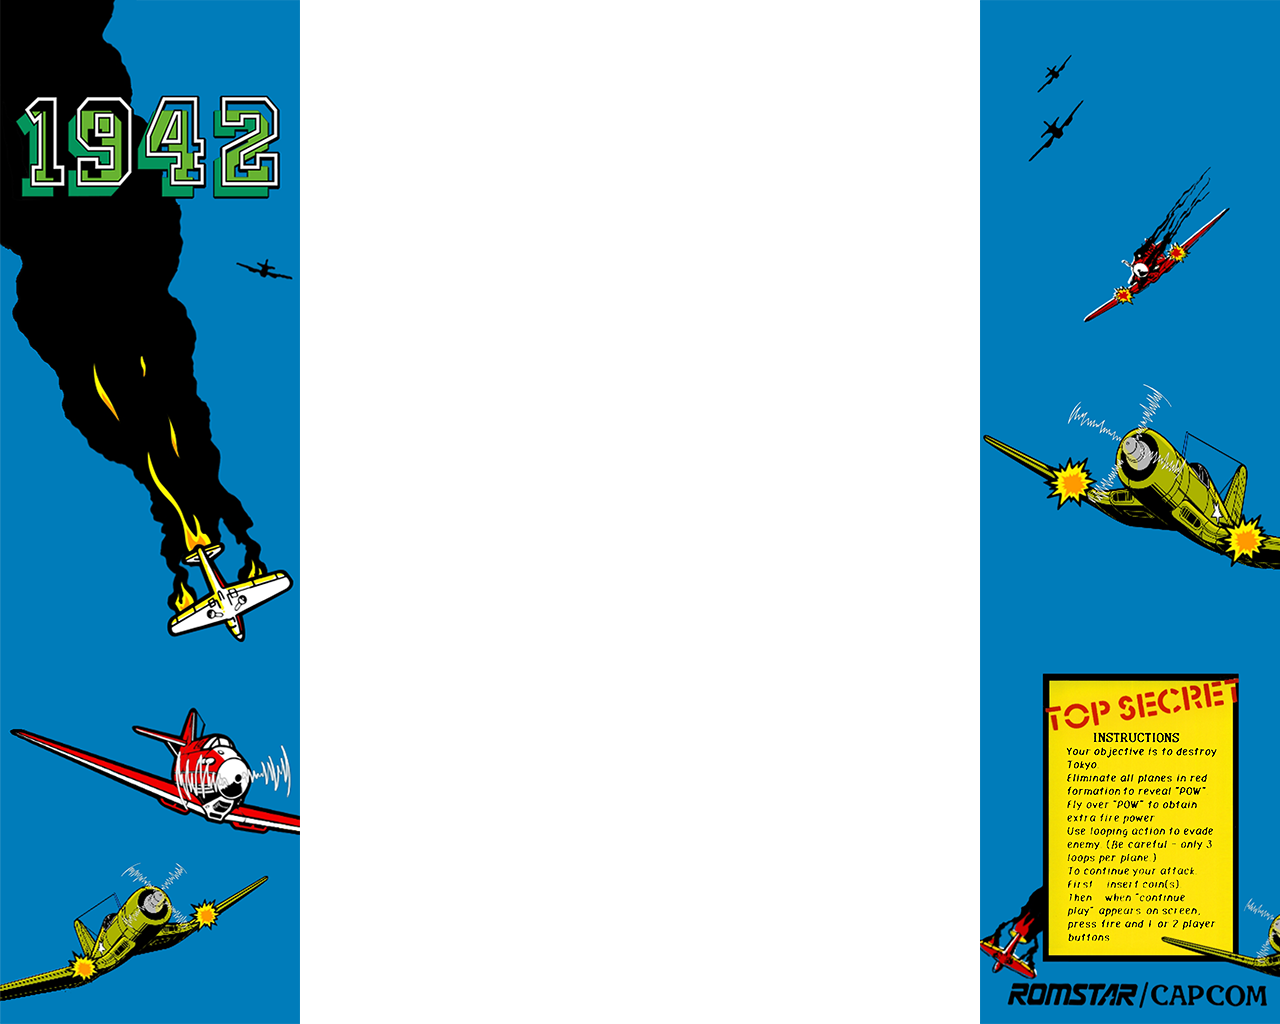 1942
TOP SECRET
INSTRUCTIONS
Your objective is to destroy
Tokyo
Eliminate all planes in red
formation to reveal "POW"
Fly over "POW" to obtain
extra fire power
Use looping action to evade
enemy. (Be careful - only 3
loops per plane.)
To continue your attack.
First insert coin(s)
Then when "continue
play" appears on screen,
press fire and 1 or 2 player
buttons
ROMSTAR/CAPCOM